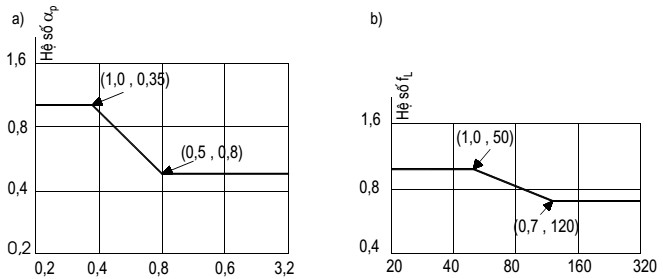 a)
Hệ số αp
1,6
0,8
0,4
0,2
(1,0 , 0,35)
(0,5 , 0,8)
0,2 0,4 0,8 0,6 3,2
b)
Hệ số fL
1,6
0,8
0,4
(1,0 , 50)
(0,7 , 120)
20 40 80 160 320